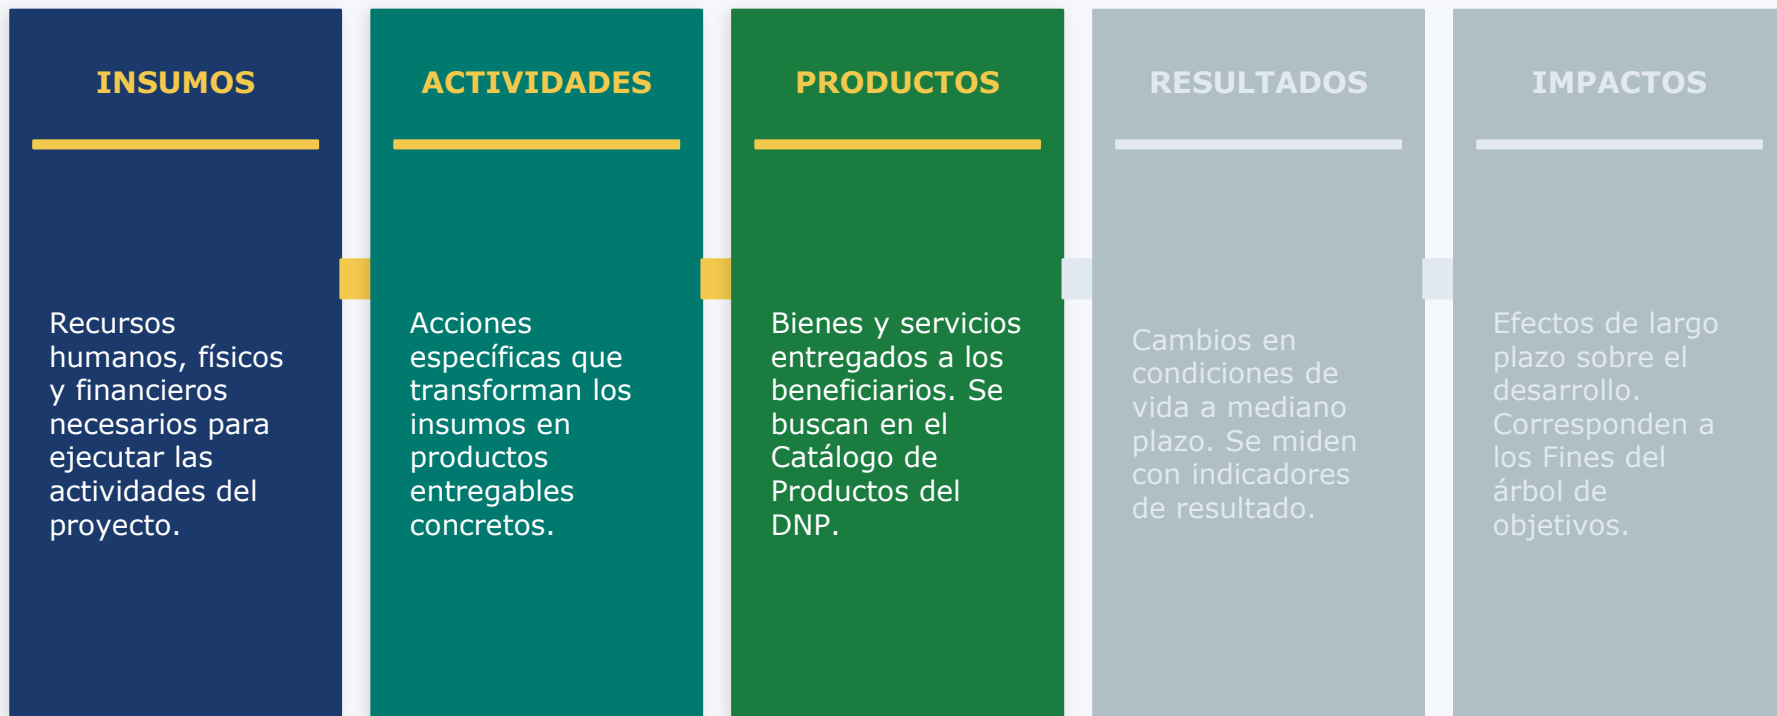 INSUMOS
Recursos
humanos, físicos
y financieros
necesarios para
ejecutar las
actividades del
proyecto.
ACTIVIDADES
Acciones
específicas que
transforman los
insumos en
productos
entregables
concretos.
PRODUCTOS
Bienes y servicios
entregados a los
beneficiarios. Se
buscan en el
Catálogo de
Productos del
DNP.
RESULTADOS
Cambios en
condiciones de
vida a mediano
plazo. Se miden
con indicadores
de resultado.
IMPACTOS
Efectos de largo
plazo sobre el
desarrollo.
Corresponden a
los Fines del
árbol de
objetivos.